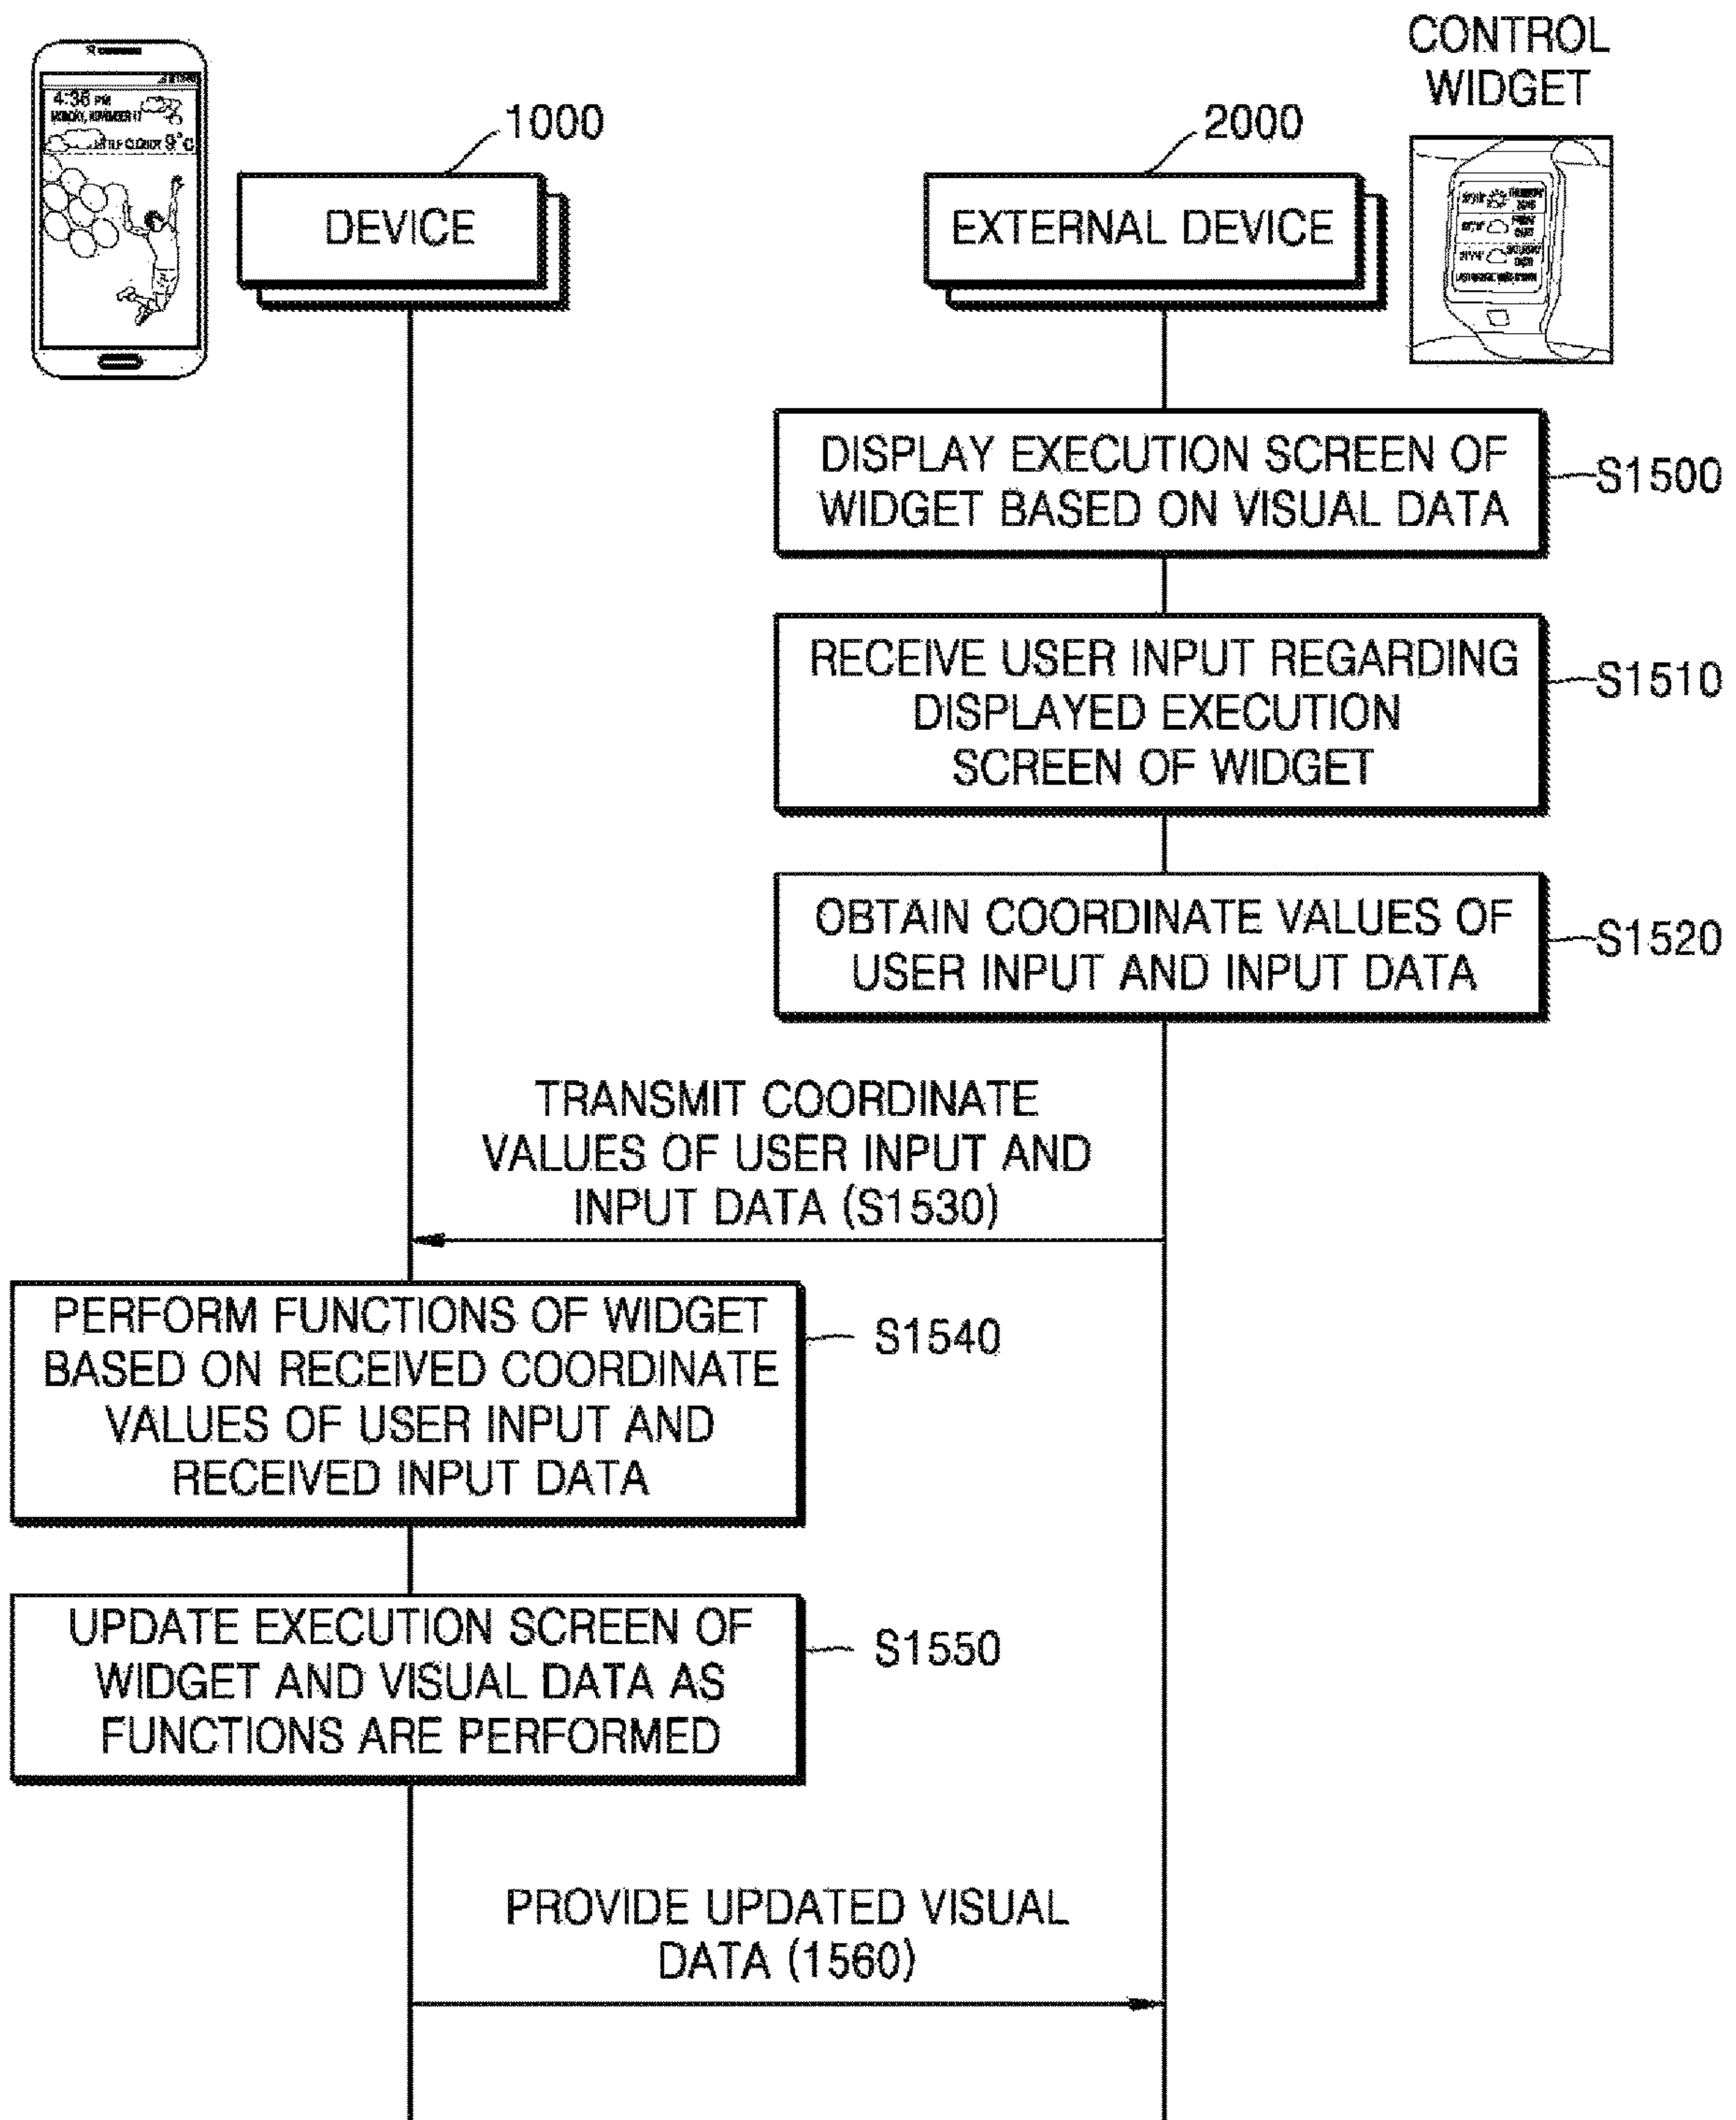 CONTROL
WIDGET
4:36 PM
9°C
1000
2000
DEVICE
EXTERNAL DEVICE
DISPLAY EXECUTION SCREEN OF
WIDGET BASED ON VISUAL DATA
S1500
RECEIVE USER INPUT REGARDING
DISPLAYED EXECUTION
SCREEN OF WIDGET
S1510
OBTAIN COORDINATE VALUES OF
USER INPUT AND INPUT DATA
S1520
TRANSMIT COORDINATE
VALUES OF USER INPUT AND
INPUT DATA (S1530)
PERFORM FUNCTIONS OF WIDGET
BASED ON RECEIVED COORDINATE
VALUES OF USER INPUT AND
RECEIVED INPUT DATA
S1540
UPDATE EXECUTION SCREEN OF
WIDGET AND VISUAL DATA AS
FUNCTIONS ARE PERFORMED
S1550
PROVIDE UPDATED VISUAL
DATA (1560)